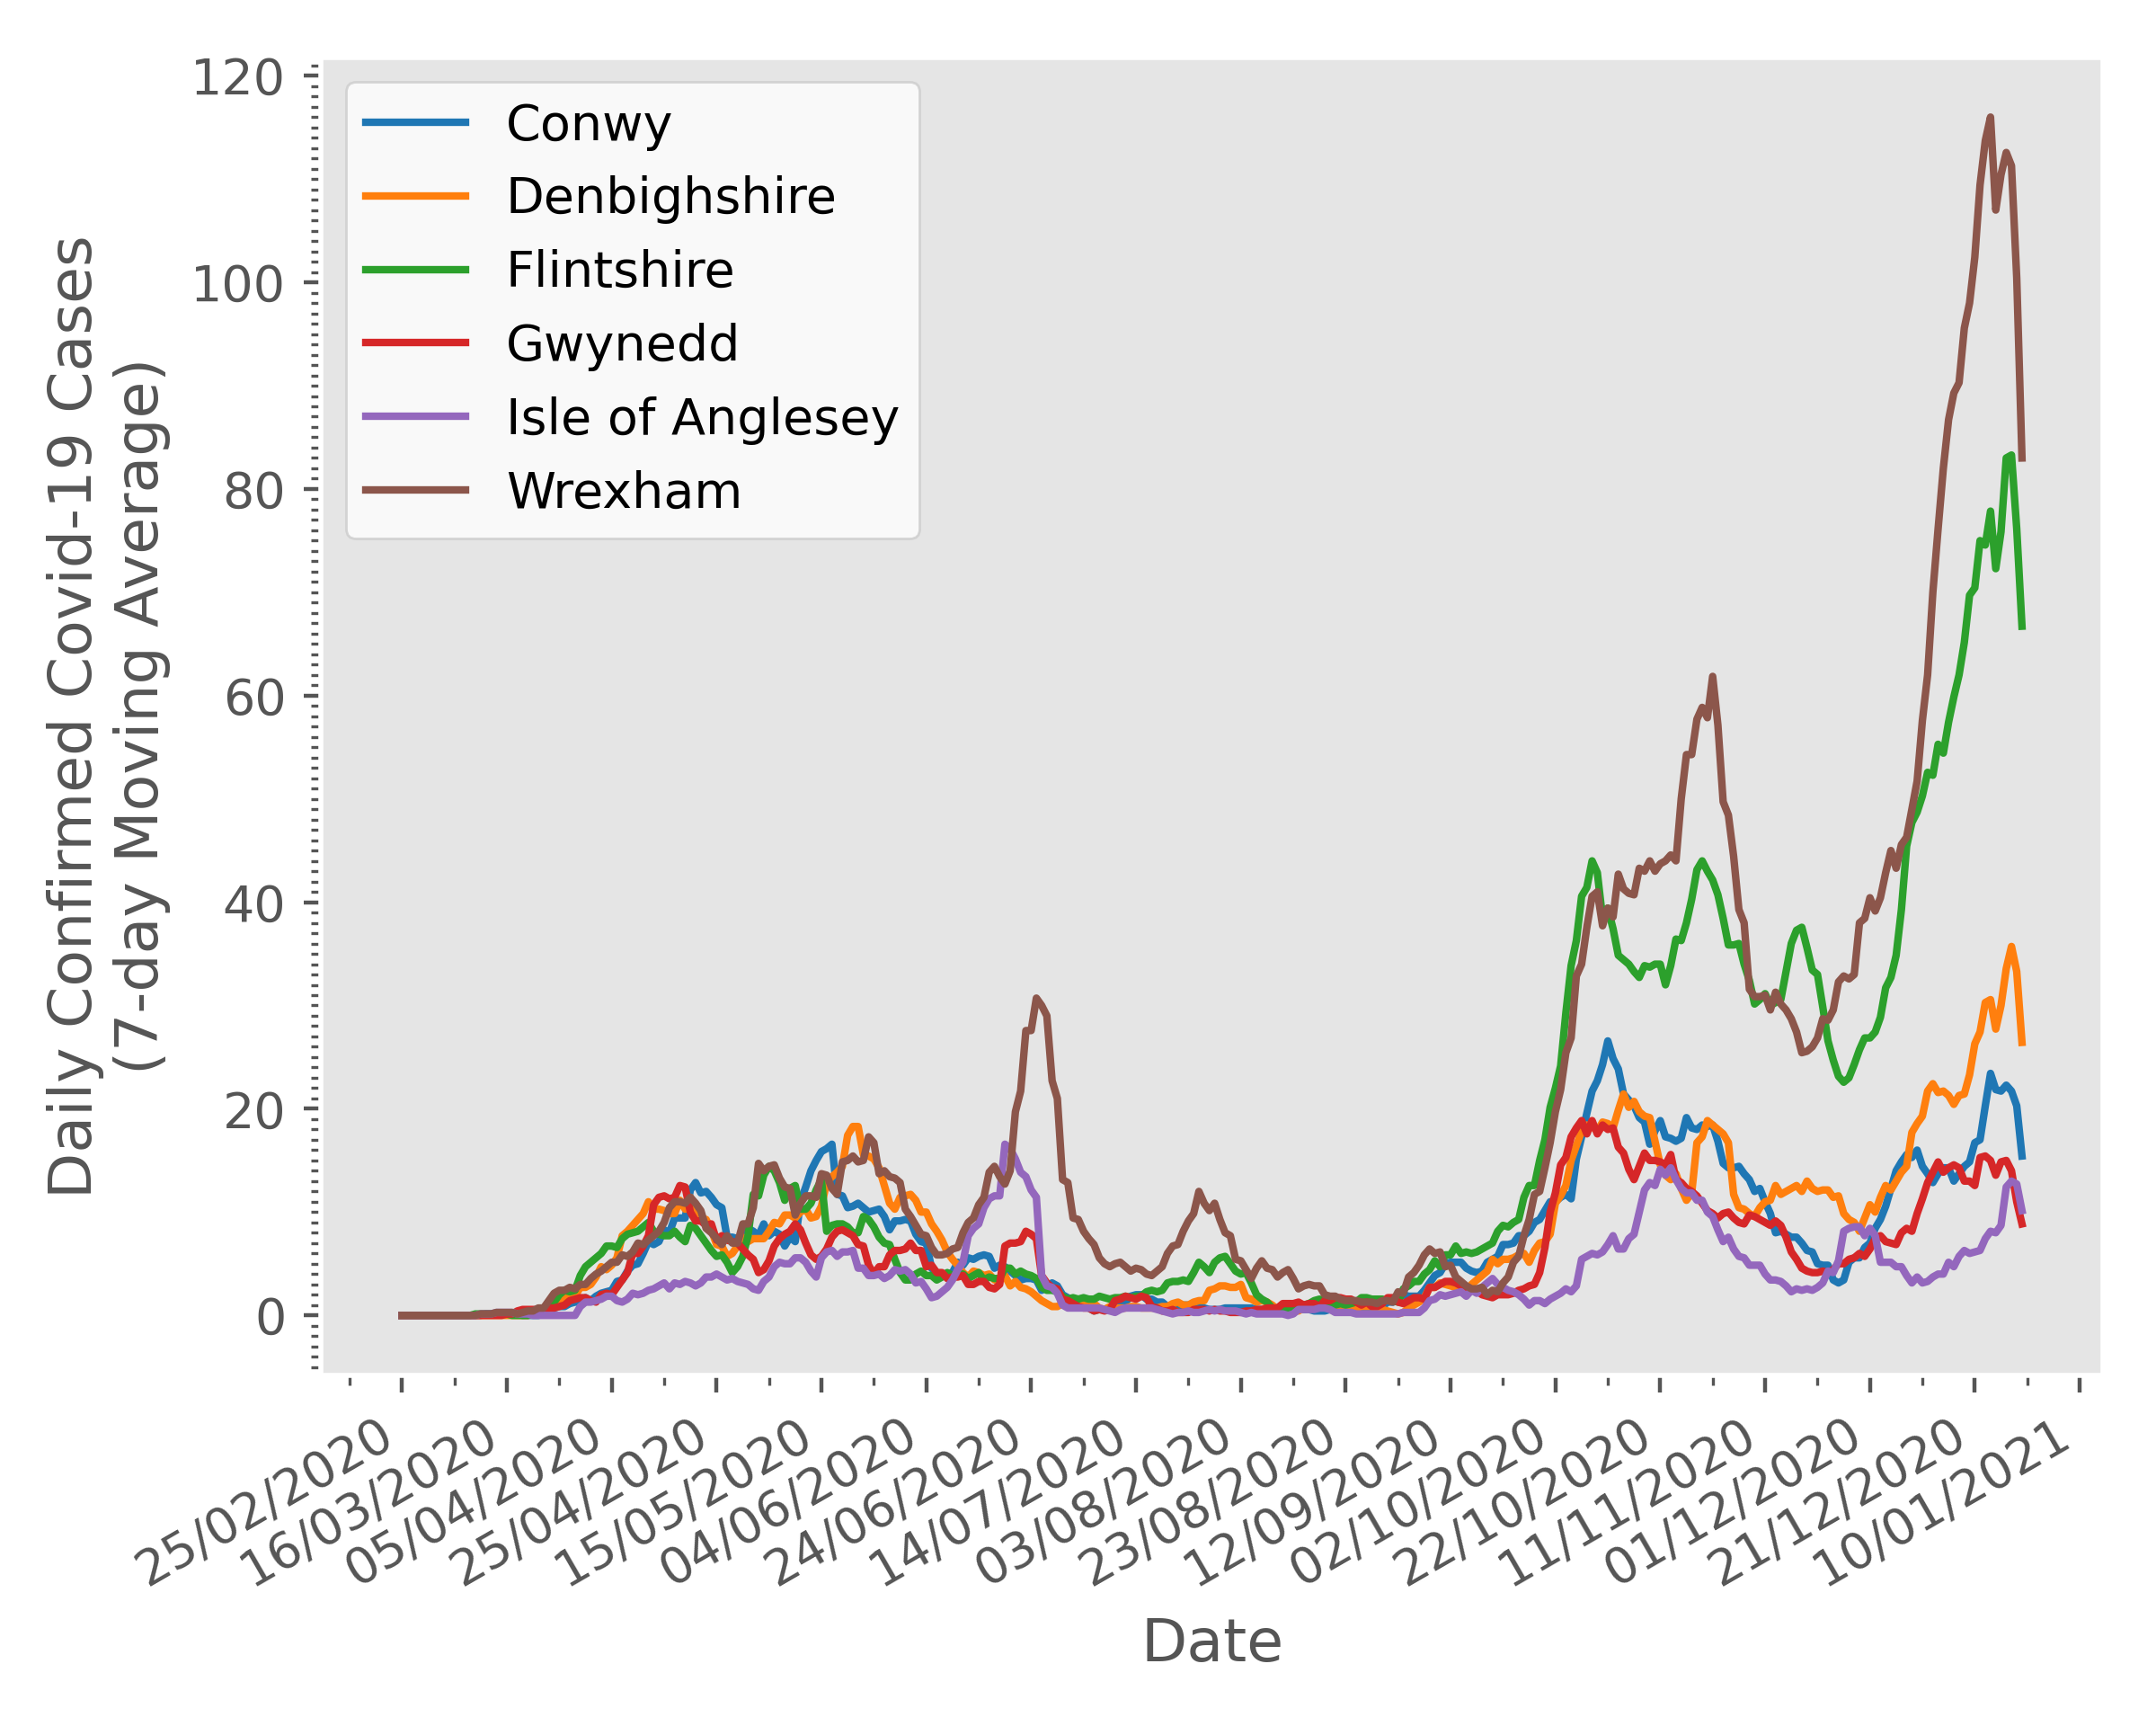 Daily Confirmed Covid-19 Cases
(7-day Moving Average)
120
100
80
60
40
20
0
Conwy
Denbighshire
Flintshire
Gwynedd
Isle of Anglesey
Wrexham
25/02/2020
16/03/2020
05/04/2020
25/04/2020
15/05/2020
04/06/2020
24/06/2020
14/07/2020
03/08/2020
23/08/2020
12/09/2020
02/10/2020
22/10/2020
11/11/2020
01/12/2020
21/12/2020
10/01/2021
Date